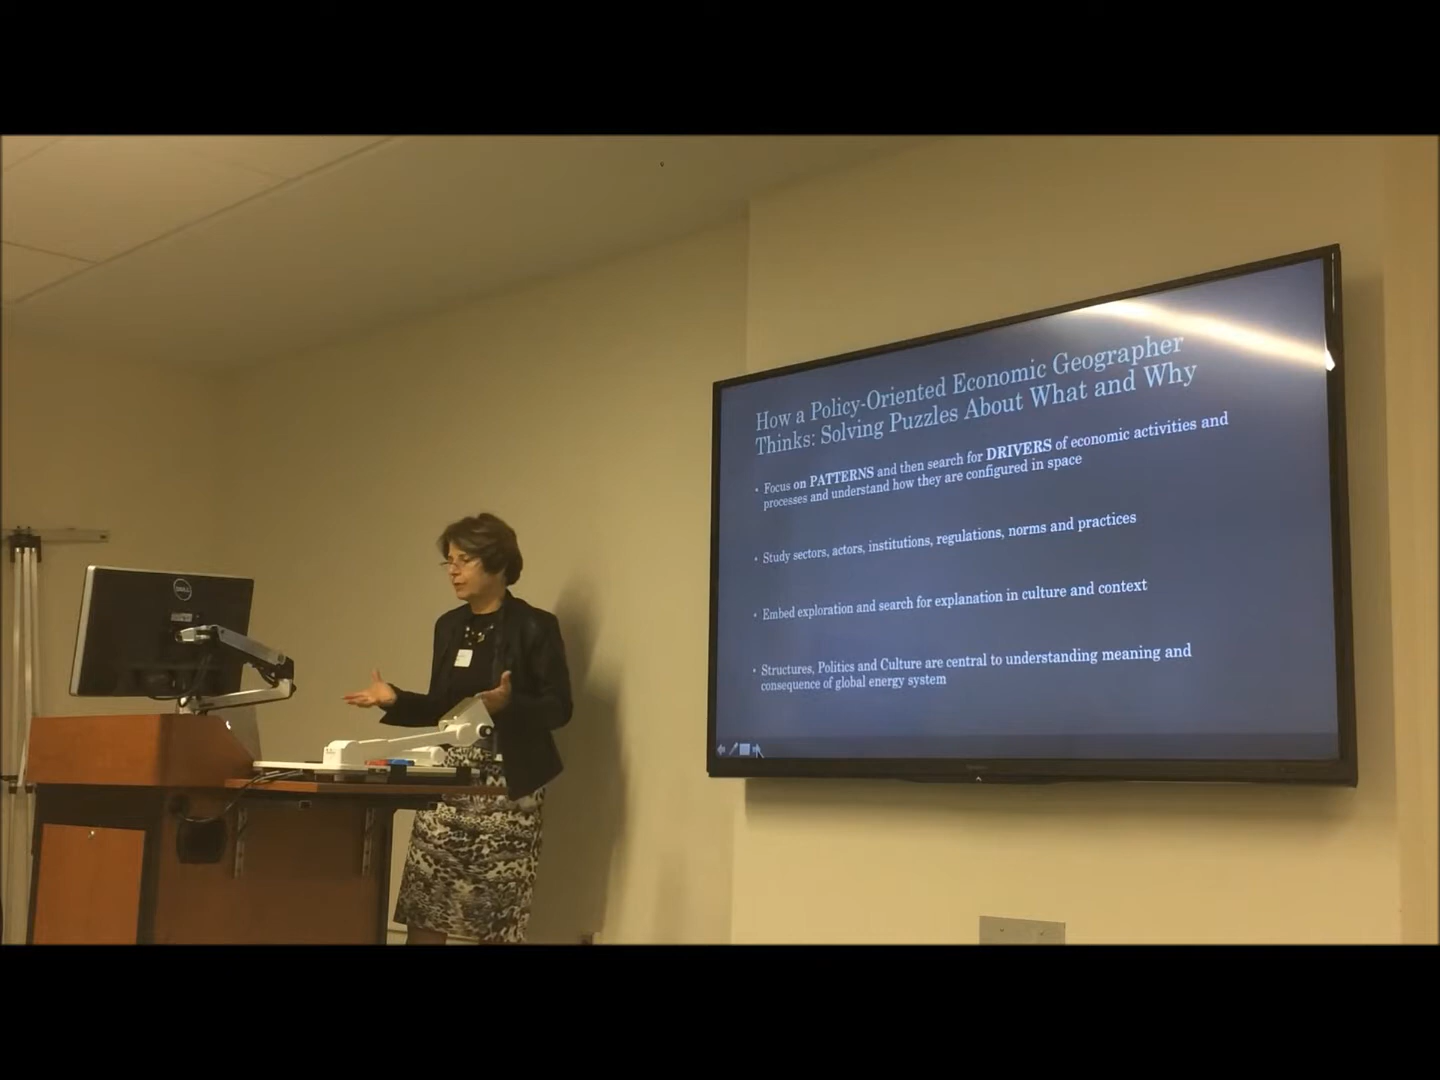 How a Policy-Oriented Economic Geographer
Thinks: Solving Puzzles About What and Why
• Focus on PATTERNS and then search for DRIVERS of economic activities and
processes and understand how they are configured in space
• Study sectors, actors, institutions, regulations, norms and practices
• Embed exploration and search for explanation in culture and context
• Structures, Politics and Culture are central to understanding meaning and
consequence of global energy system
DELL